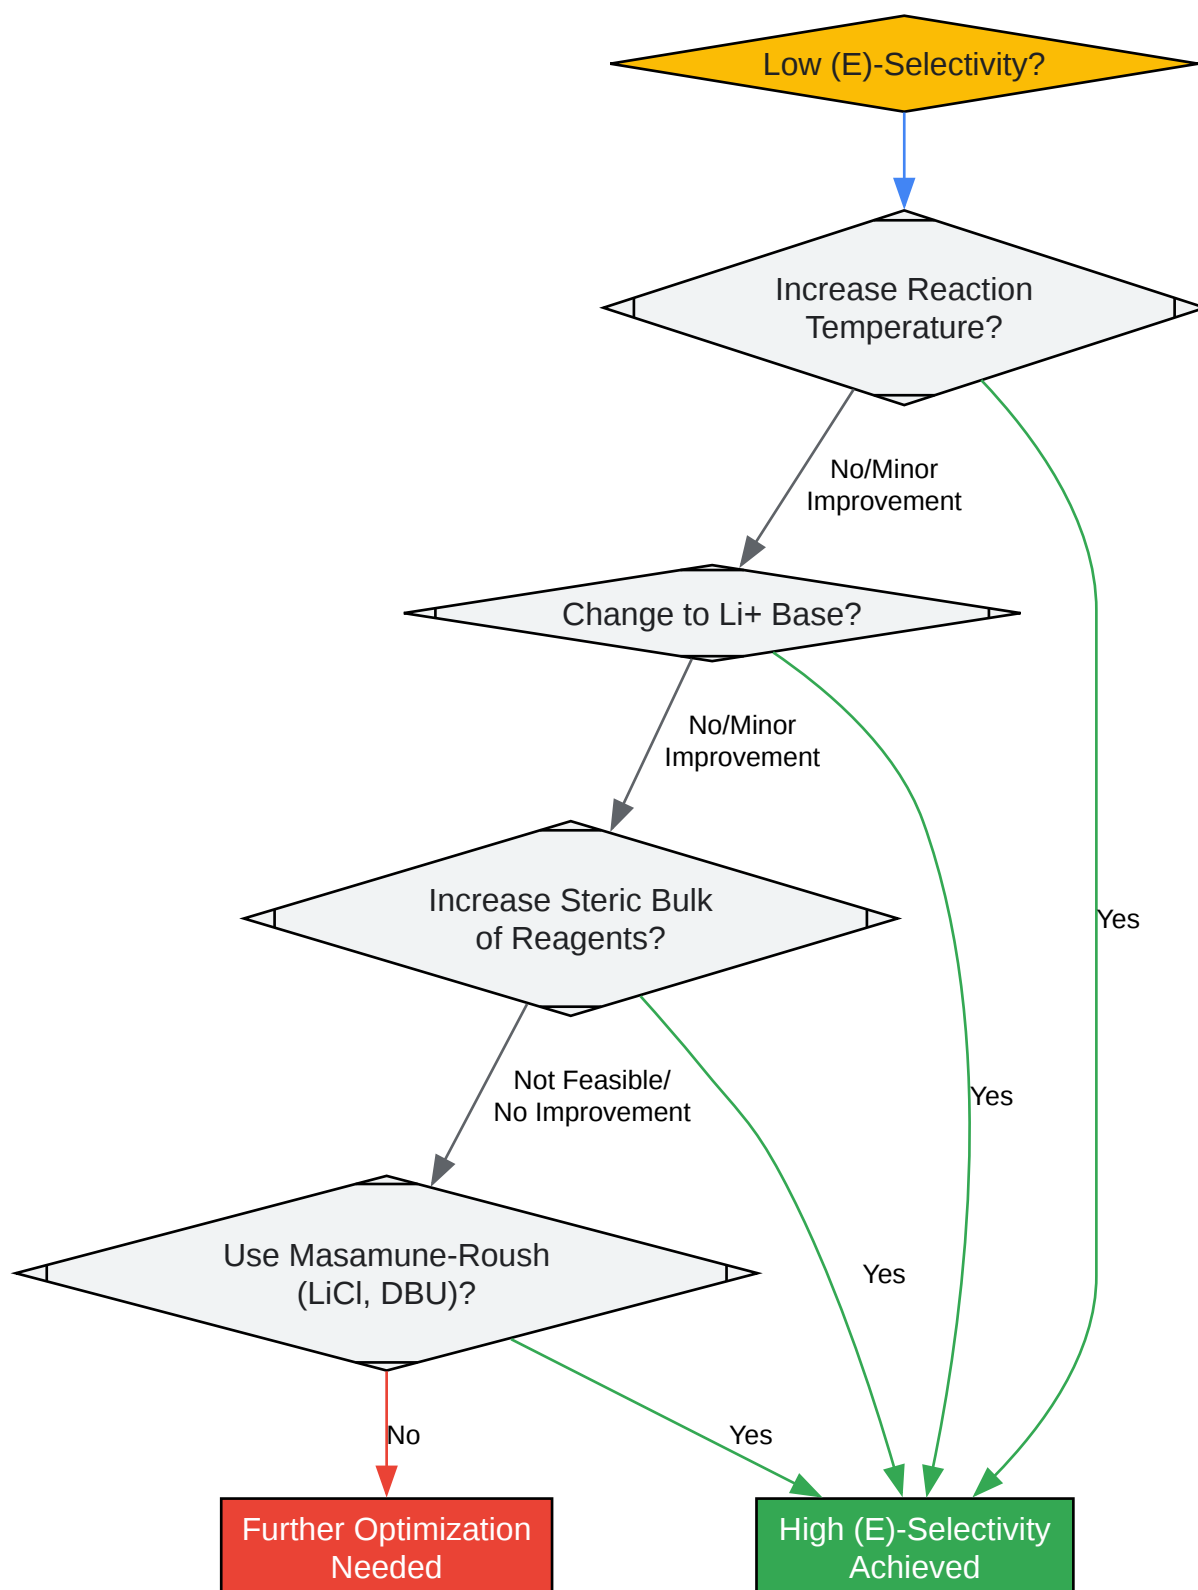 Low (E)-Selectivity?
Increase Reaction
Temperature?
No/Minor
Improvement
Change to Li+ Base?
No/Minor
Improvement
Increase Steric Bulk
of Reagents?
Yes
Not Feasible/
No Improvement
Yes
Use Masamune-Roush
(LiCl, DBU)?
Yes
No
Yes
Further Optimization
Needed
High (E)-Selectivity
Achieved